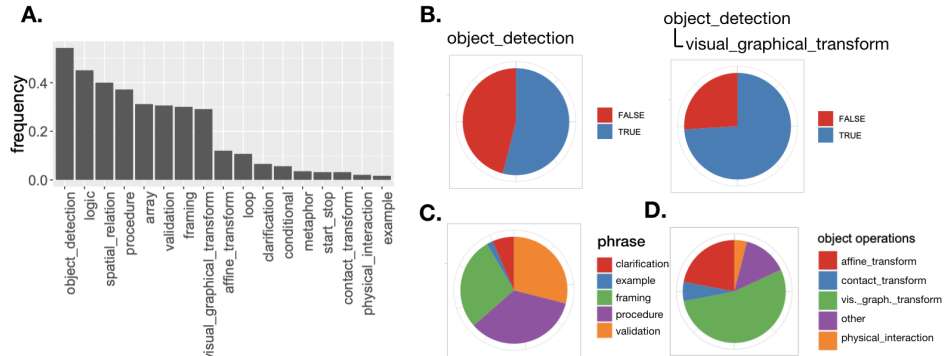 A.
frequency
0.4
0.2
0.0
object_detection
logic
spatial_relation
procedure
array
validation
framing
visual_graphical_transform
affine_transform
loop
clarification
conditional
metaphor
start_stop
contact_transform
physical_interaction
example
B.
object_detection
FALSE
TRUE
object_detection
visual_graphical_transform
FALSE
TRUE
C.
phrase
clarification
example
framing
procedure
validation
D.
object operations
affine_transform
contact_transform
vis._graph._transform
other
physical_interaction